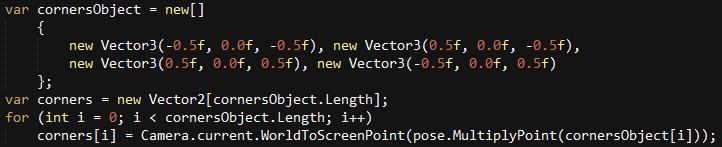 var cornersObject = new[]
{
new Vector3(-0.5f, 0.0f, -0.5f), new Vector3(0.5f, 0.0f, -0.5f),
new Vector3(0.5f, 0.0f, 0.5f), new Vector3(-0.5f, 0.0f, 0.5f)
};
var corners = new Vector2[cornersObject.Length];
for (int i = 0; i < cornersObject.Length; i++)
corners[i] = Camera.current.WorldToScreenPoint(pose.MultiplyPoint(cornersObject[i]));